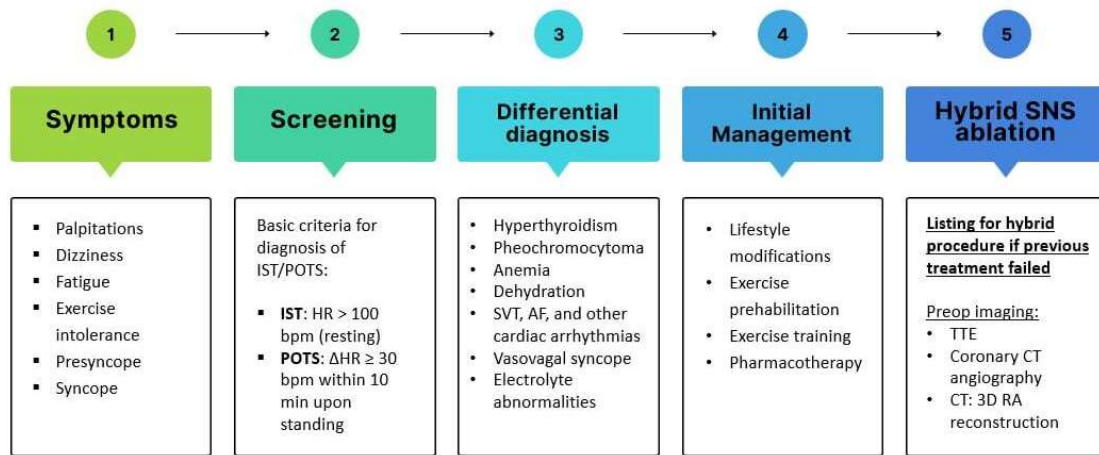 1
2
3
4
5
Symptoms
Screening
Differential
diagnosis
Initial
Management
Hybrid SNS
ablation
▪ Palpitations
▪ Dizziness
▪ Fatigue
▪ Exercise
intolerance
▪ Presyncope
▪ Syncope
Basic criteria for
diagnosis of
IST/POTS:
▪ IST: HR > 100
bpm (resting)
▪ POTS: ΔHR ≥ 30
bpm within 10
min upon
standing
• Hyperthyroidism
• Pheochromocytoma
• Anemia
• Dehydration
• SVT, AF, and other
cardiac arrhythmias
• Vasovagal syncope
• Electrolyte
abnormalities
• Lifestyle
modifications
• Exercise
prehabilitation
• Exercise training
• Pharmacotherapy
Listing for hybrid
procedure if previous
treatment failed
Preop imaging:
• TTE
• Coronary CT
angiography
• CT: 3D RA
reconstruction